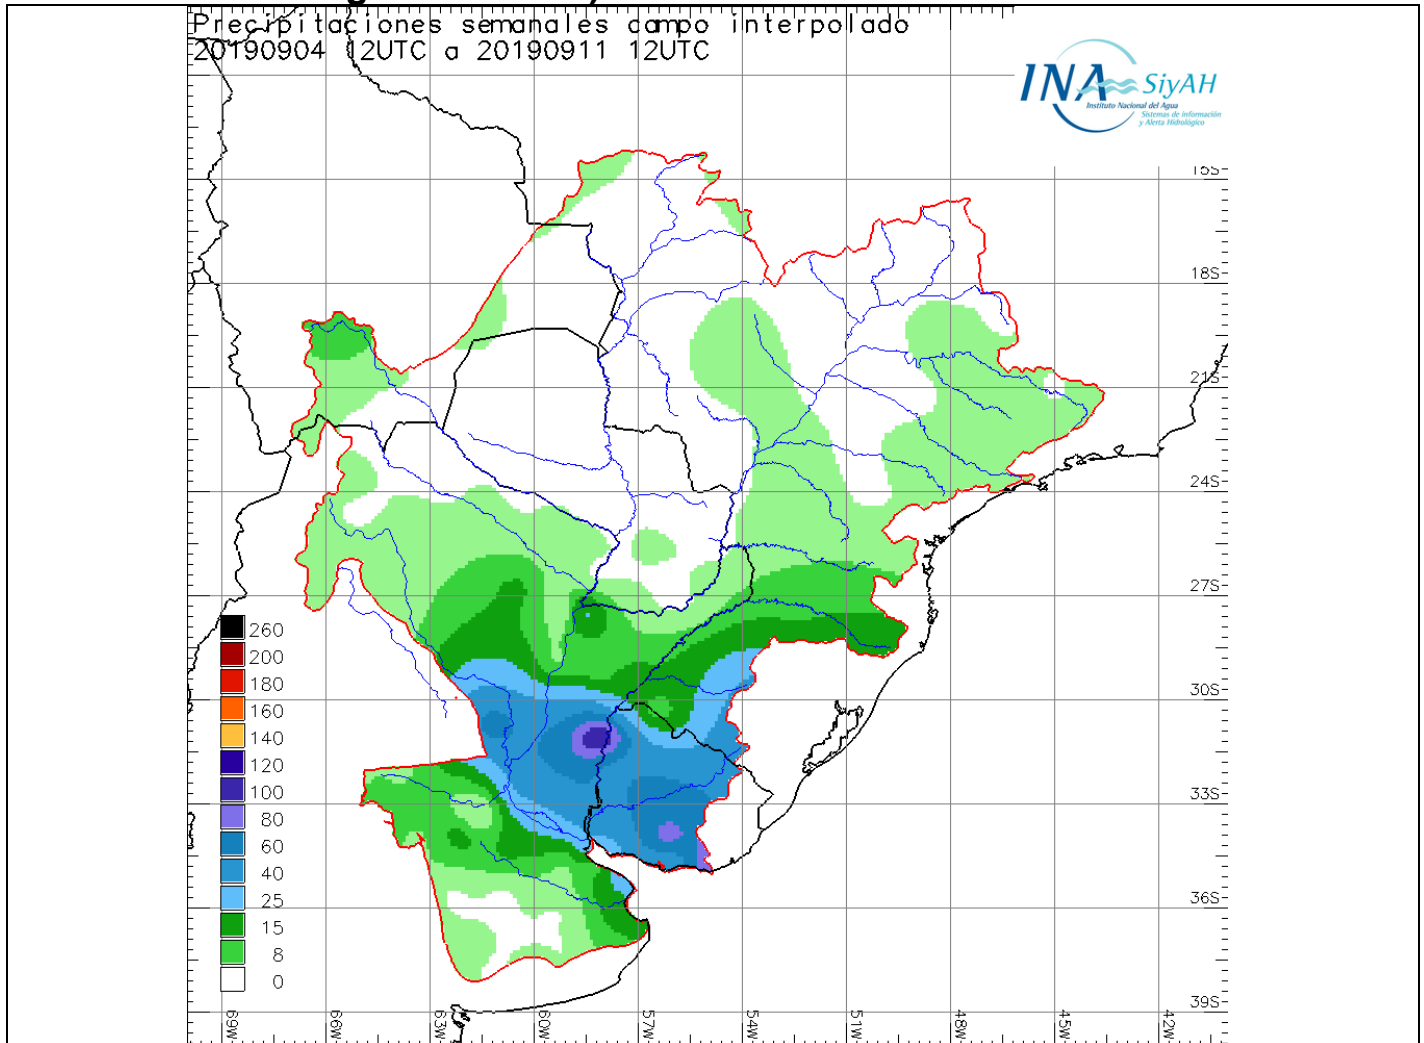 Precipitaciones semanales campo interpolado
20190904 12UTC a 20190911 12UTC
INA SiyAH
Instituto Nacional del Agua
Sistemas de información
y Alerta Hidrológico
15S
18S
21S
24S
27S
30S
33S
36S
39S
260
200
180
160
140
120
100
80
60
40
25
15
8
0
69W
66W
63W
60W
57W
54W
51W
48W
45W
42W